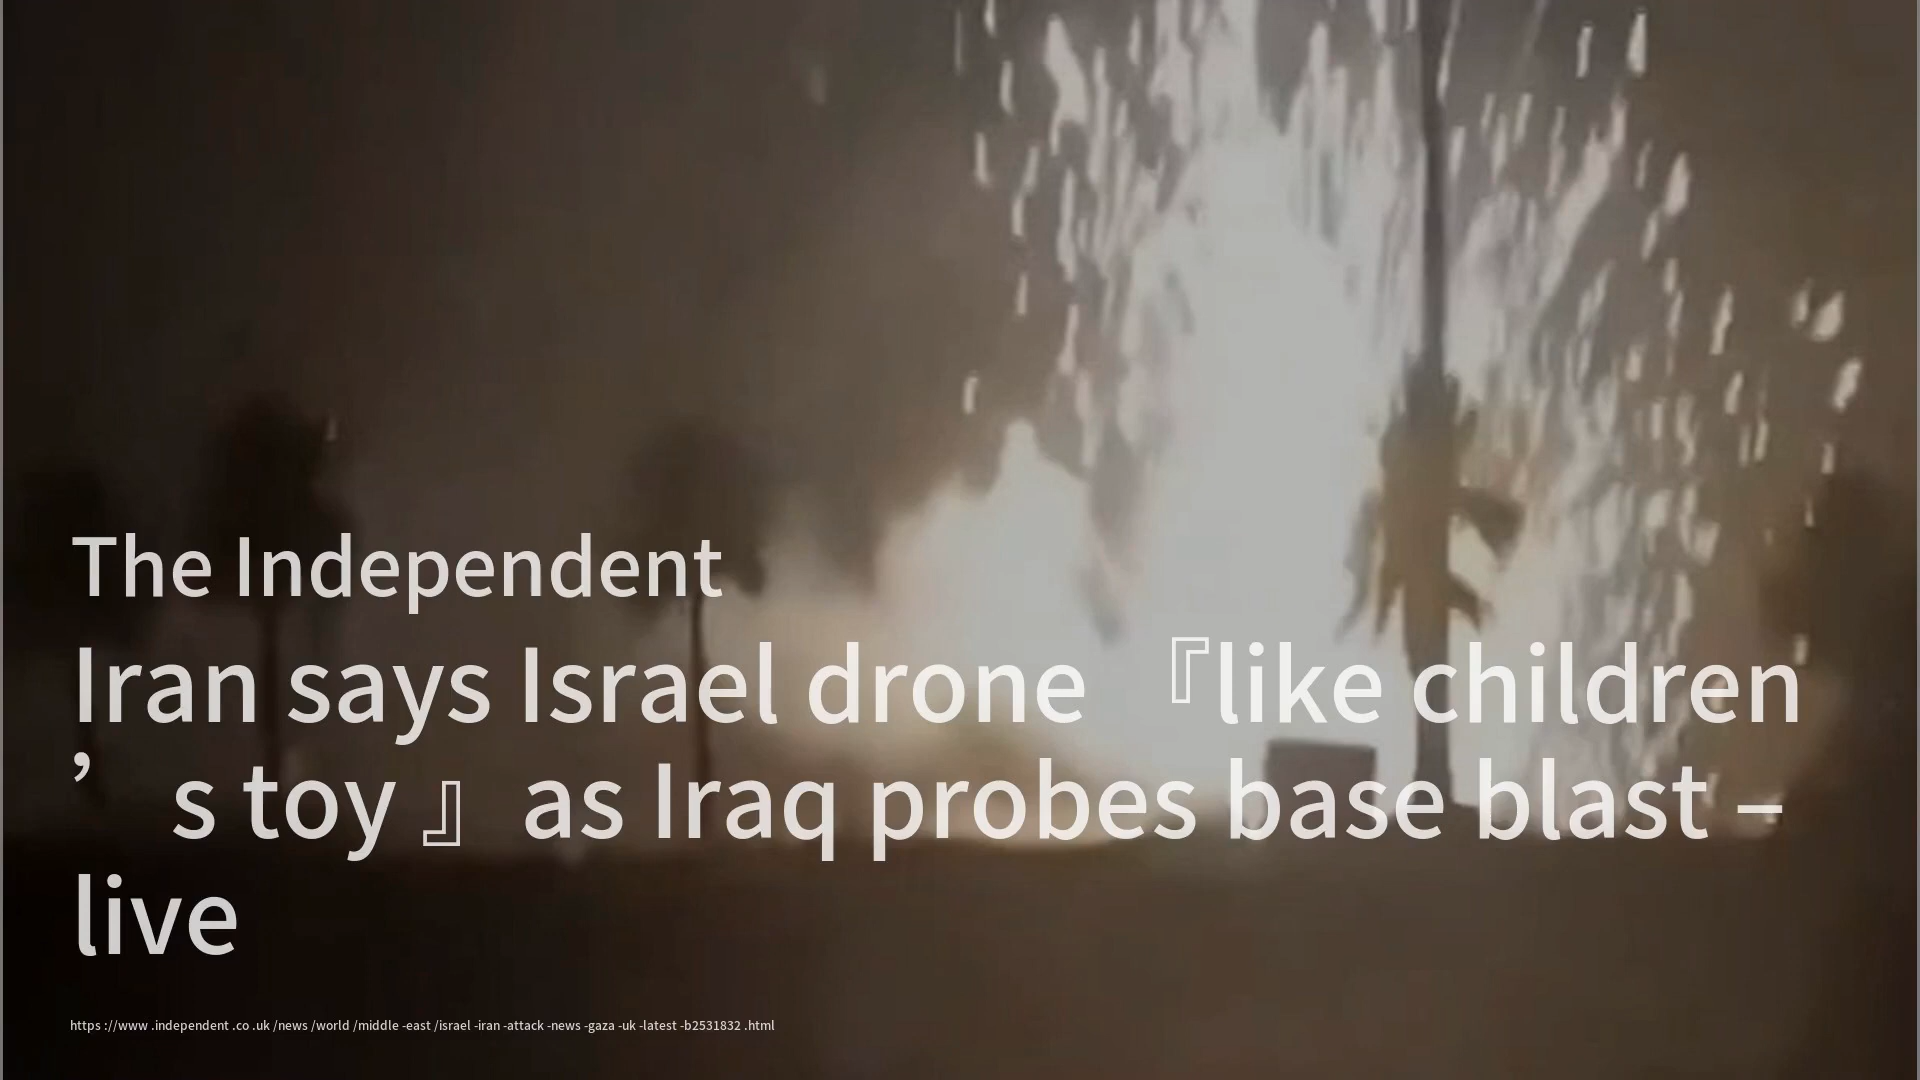 The Independent
Iran says Israel drone 『like children
’s toy 』 as Iraq probes base blast –
live
https ://www .independent .co .uk /news /world /middle -east /israel -iran -attack -news -gaza -uk -latest -b2531832 .html